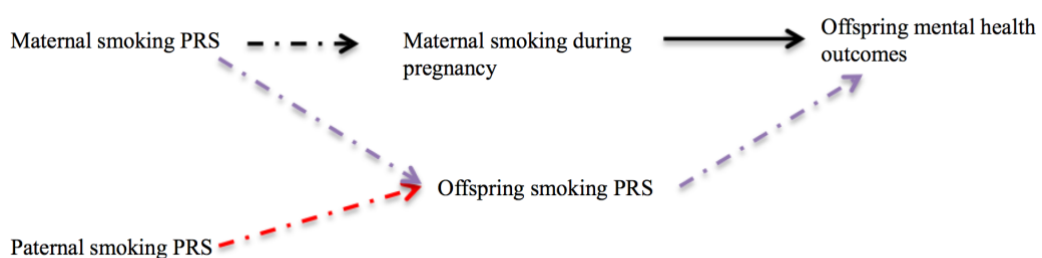 Maternal smoking PRS
Maternal smoking during
pregnancy
Offspring mental health
outcomes
Offspring smoking PRS
Paternal smoking PRS